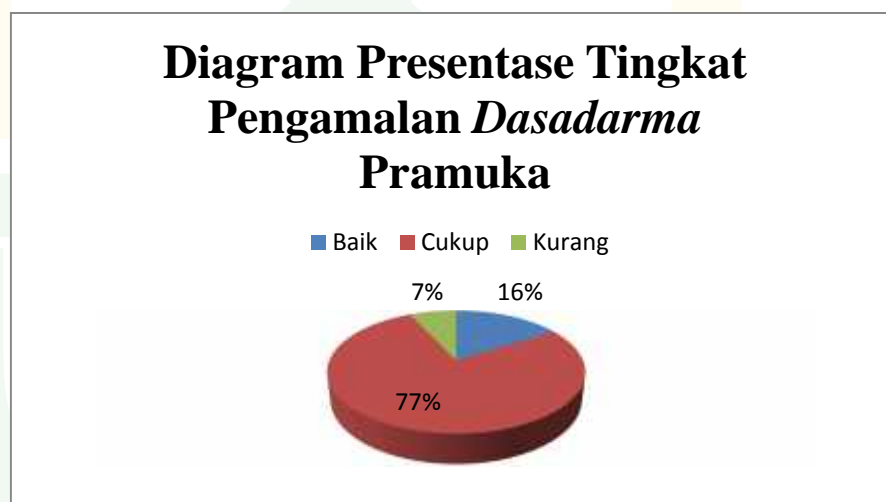 Diagram Presentase Tingkat
Pengamalan Dasadarma
Pramuka
Baik Cukup Kurang
7% 16%
77%